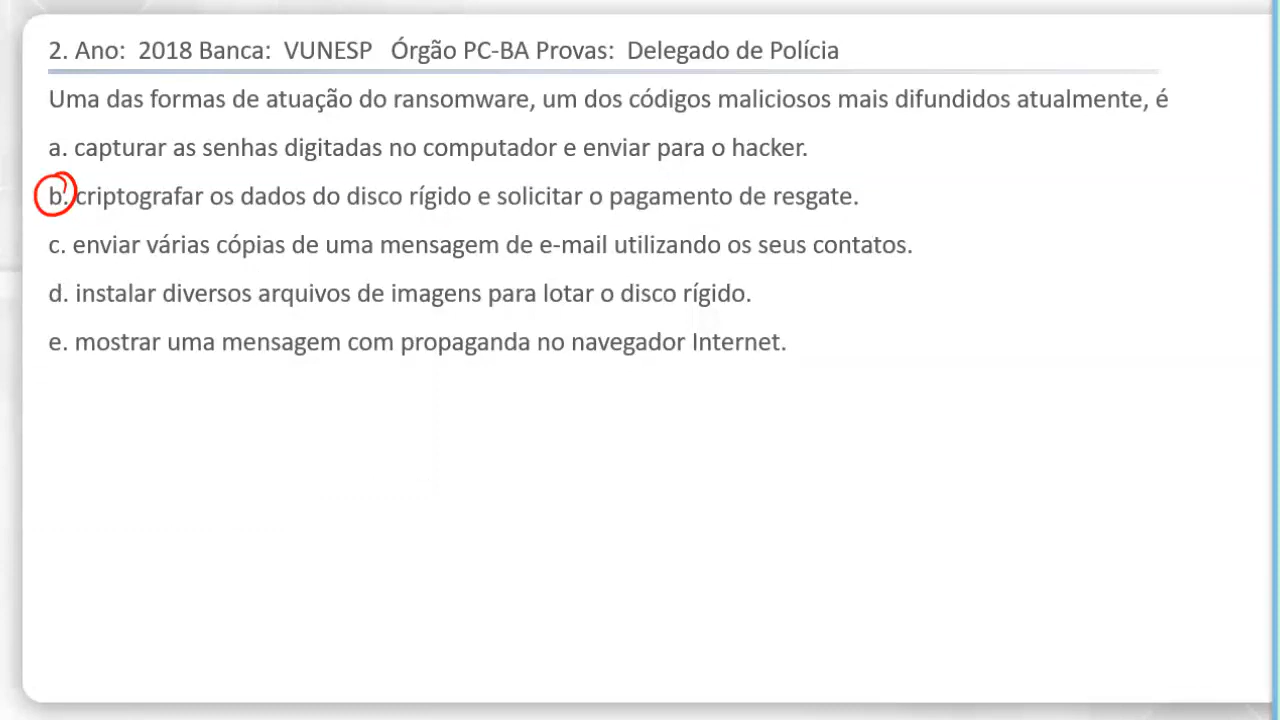 2. Ano: 2018 Banca: VUNESP Órgão PC-BA Provas: Delegado de Polícia
Uma das formas de atuação do ransomware, um dos códigos maliciosos mais difundidos atualmente, é
a. capturar as senhas digitadas no computador e enviar para o hacker.
b. criptografar os dados do disco rígido e solicitar o pagamento de resgate.
c. enviar várias cópias de uma mensagem de e-mail utilizando os seus contatos.
d. instalar diversos arquivos de imagens para lotar o disco rígido.
e. mostrar uma mensagem com propaganda no navegador Internet.